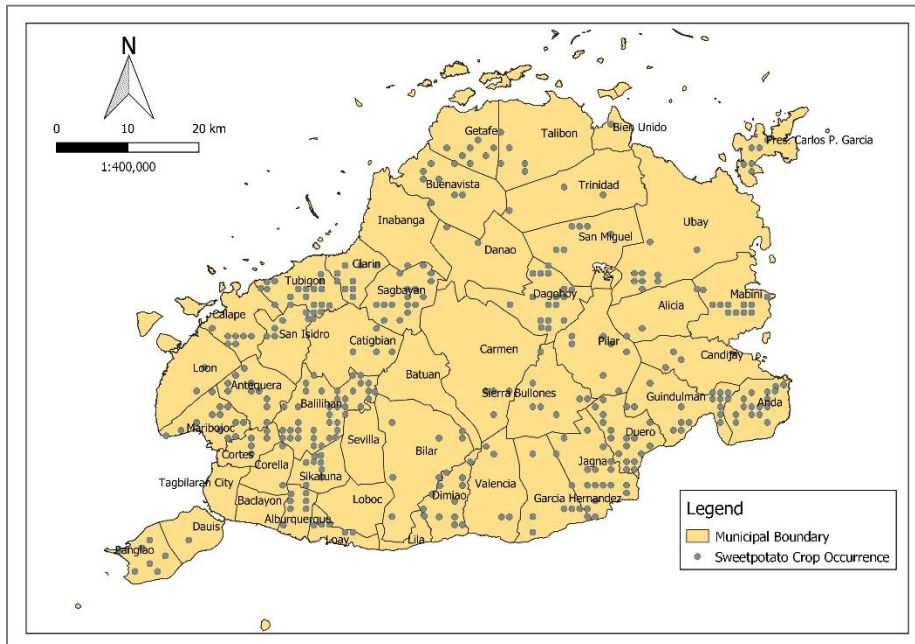 N
0 10 20 km
1:400,000
Getafe
Talibon
Bien Unido
Pres. Carlos P. Garcia
Buenavista
Trinidad
Inabanga
Ubay
San Miguel
Danao
Clarin
Tubigon
Sagbayan
Dagohoy
Mabini
Alicia
Calape
San Isidro
Catigbian
Carmen
Pilar
Candijay
Loon
Antequera
Batuan
Sierra Bullones
Guindulman
Anda
Balilihan
Maribojoc
Duero
Sevilla
Bilar
Cortes
Corella
Jagna
Tagbilaran City
Sikatuna
Valencia
Baclayon
Loboc
Dimiao
Garcia Hernandez
Alburquerque
Dauis
Loay
Lila
Panglao
Legend
Municipal Boundary
Sweetpotato Crop Occurrence